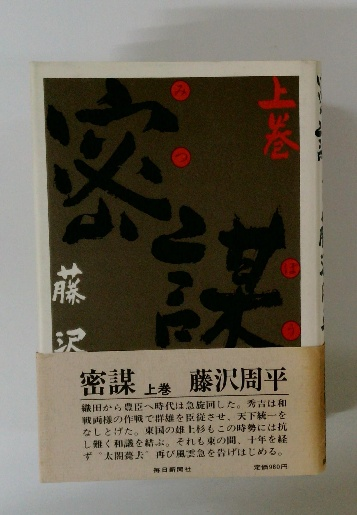 上巻
密謀
みつ
ぼう
藤沢
密謀 上巻 藤沢周平
織田から豊臣へ時代は急旋回した。秀吉は和
戦両様の作戦で群雄を臣従させ、天下統一を
なしとげた。東国の雄上杉もこの時勢には抗
し難く和議を結ぶ。それも束の間、十年を経
ず〝太閤薨去〟再び風雲急を告げはじめる。
毎日新聞社
定価980円